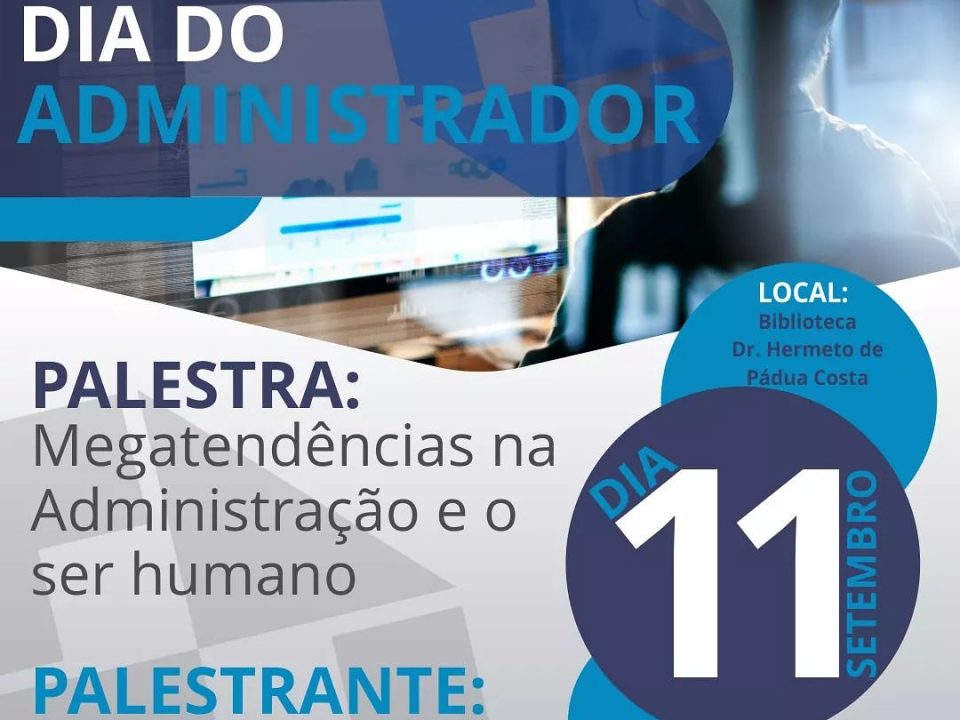 DIA DO
ADMINISTRADOR
LOCAL:
Biblioteca
Dr. Hermeto de
Pádua Costa
PALESTRA:
Megatendências na
Administração e o
ser humano
DIA
11
SETEMBRO
PALESTRANTE: